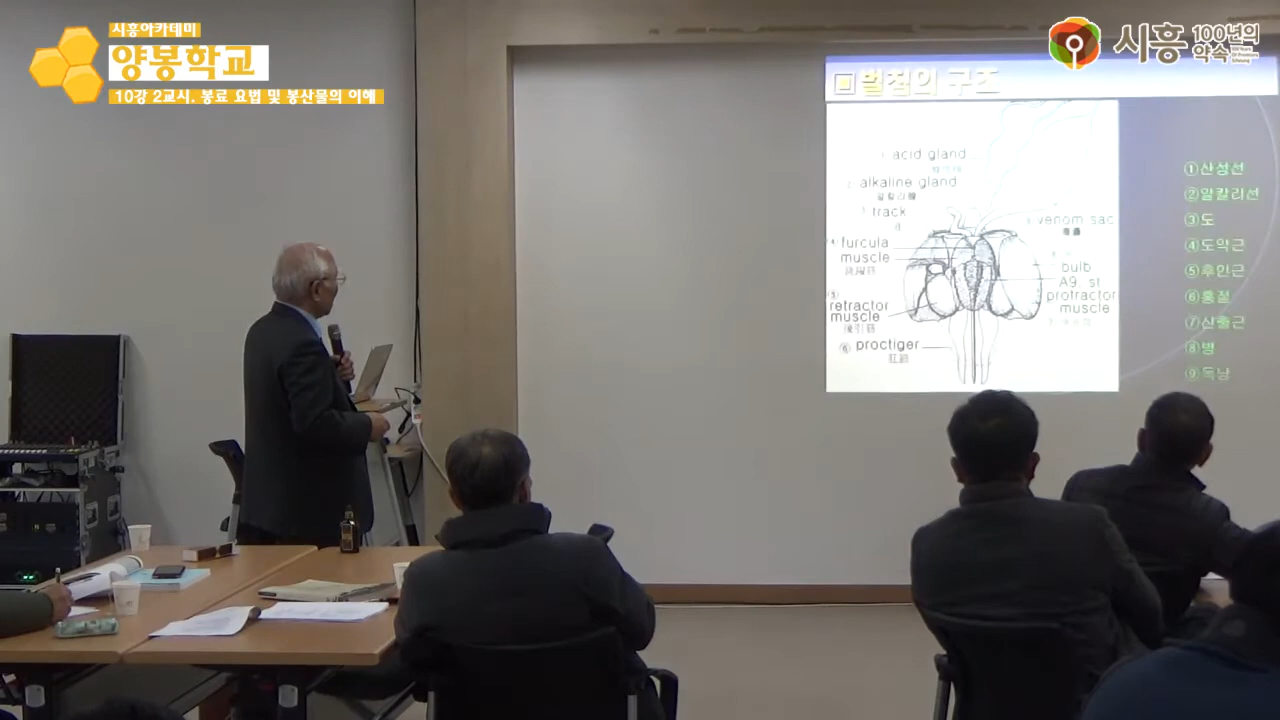 시흥아카데미
양봉학교
10강 2교시. 봉료 요법 및 봉산물의 이해
시흥 100년의
약속
벌침의 구조
acid gland
alkaline gland
track
furcula
muscle
retractor
muscle
⑥ proctiger
venom sac
bulb
A9. st
protractor
muscle
①산성선
②알칼리선
③도
④도약근
⑤후인근
⑥홍절
⑦산출근
⑧병
⑨독낭